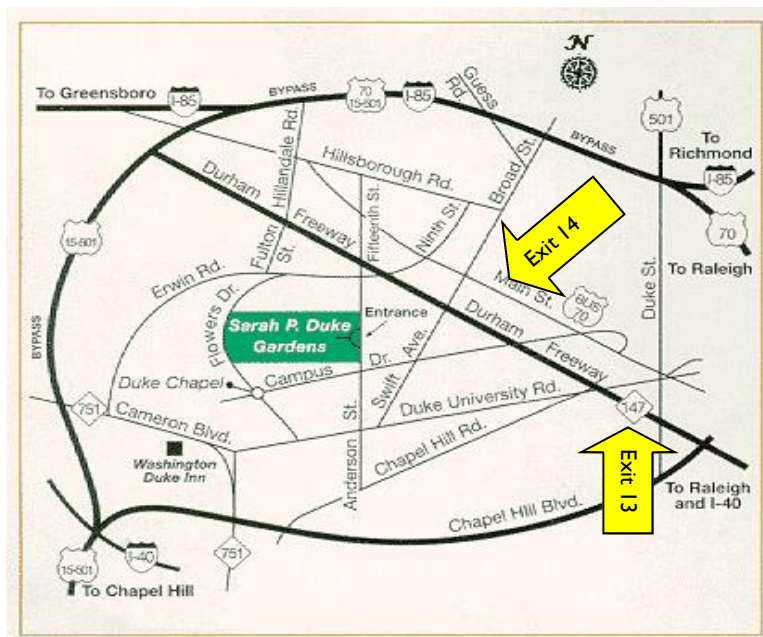 N
To Greensboro
I-85
BYPASS
70
15-501
I-85
Guess
Rd.
BYPASS
501
To
Richmond
I-85
70
To Raleigh
Hillandale Rd.
Hillsborough Rd.
Broad St.
Durham
Freeway
Fifteenth St.
Ninth St.
Exit 14
15-501
Fulton
St.
Erwin Rd.
Main St.
BUS
70
Duke St.
Flowers Dr.
Sarah P. Duke
Gardens
Entrance
Durham
Freeway
BYPASS
Swift Ave.
Duke Chapel
Campus Dr.
751
Cameron Blvd.
Duke University Rd.
147
Washington
Duke Inn
Anderson St.
Chapel Hill Rd.
Exit 13
To Raleigh
and I-40
Chapel Hill Blvd.
15-501
I-40
751
To Chapel Hill